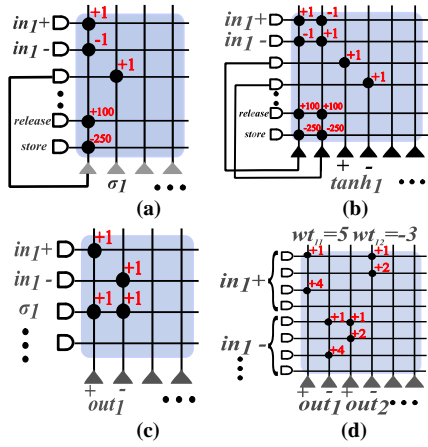 +1
in1+
-1
in1-
+1
+100
release
-250
store
σ1
(a)
+1 -1
in1+
-1 +1
in1-
+1
+1
+100 +100
release
-250 -250
store
+ -
tanh1
(b)
+1
in1+
+1
in1-
+1 +1
σ1
+ -
out1
(c)
wt11=5 wt12=-3
+1 +1
+2
in1+
+4
+1 +1
+2
in1-
+4
+ - + -
out1 out2
(d)